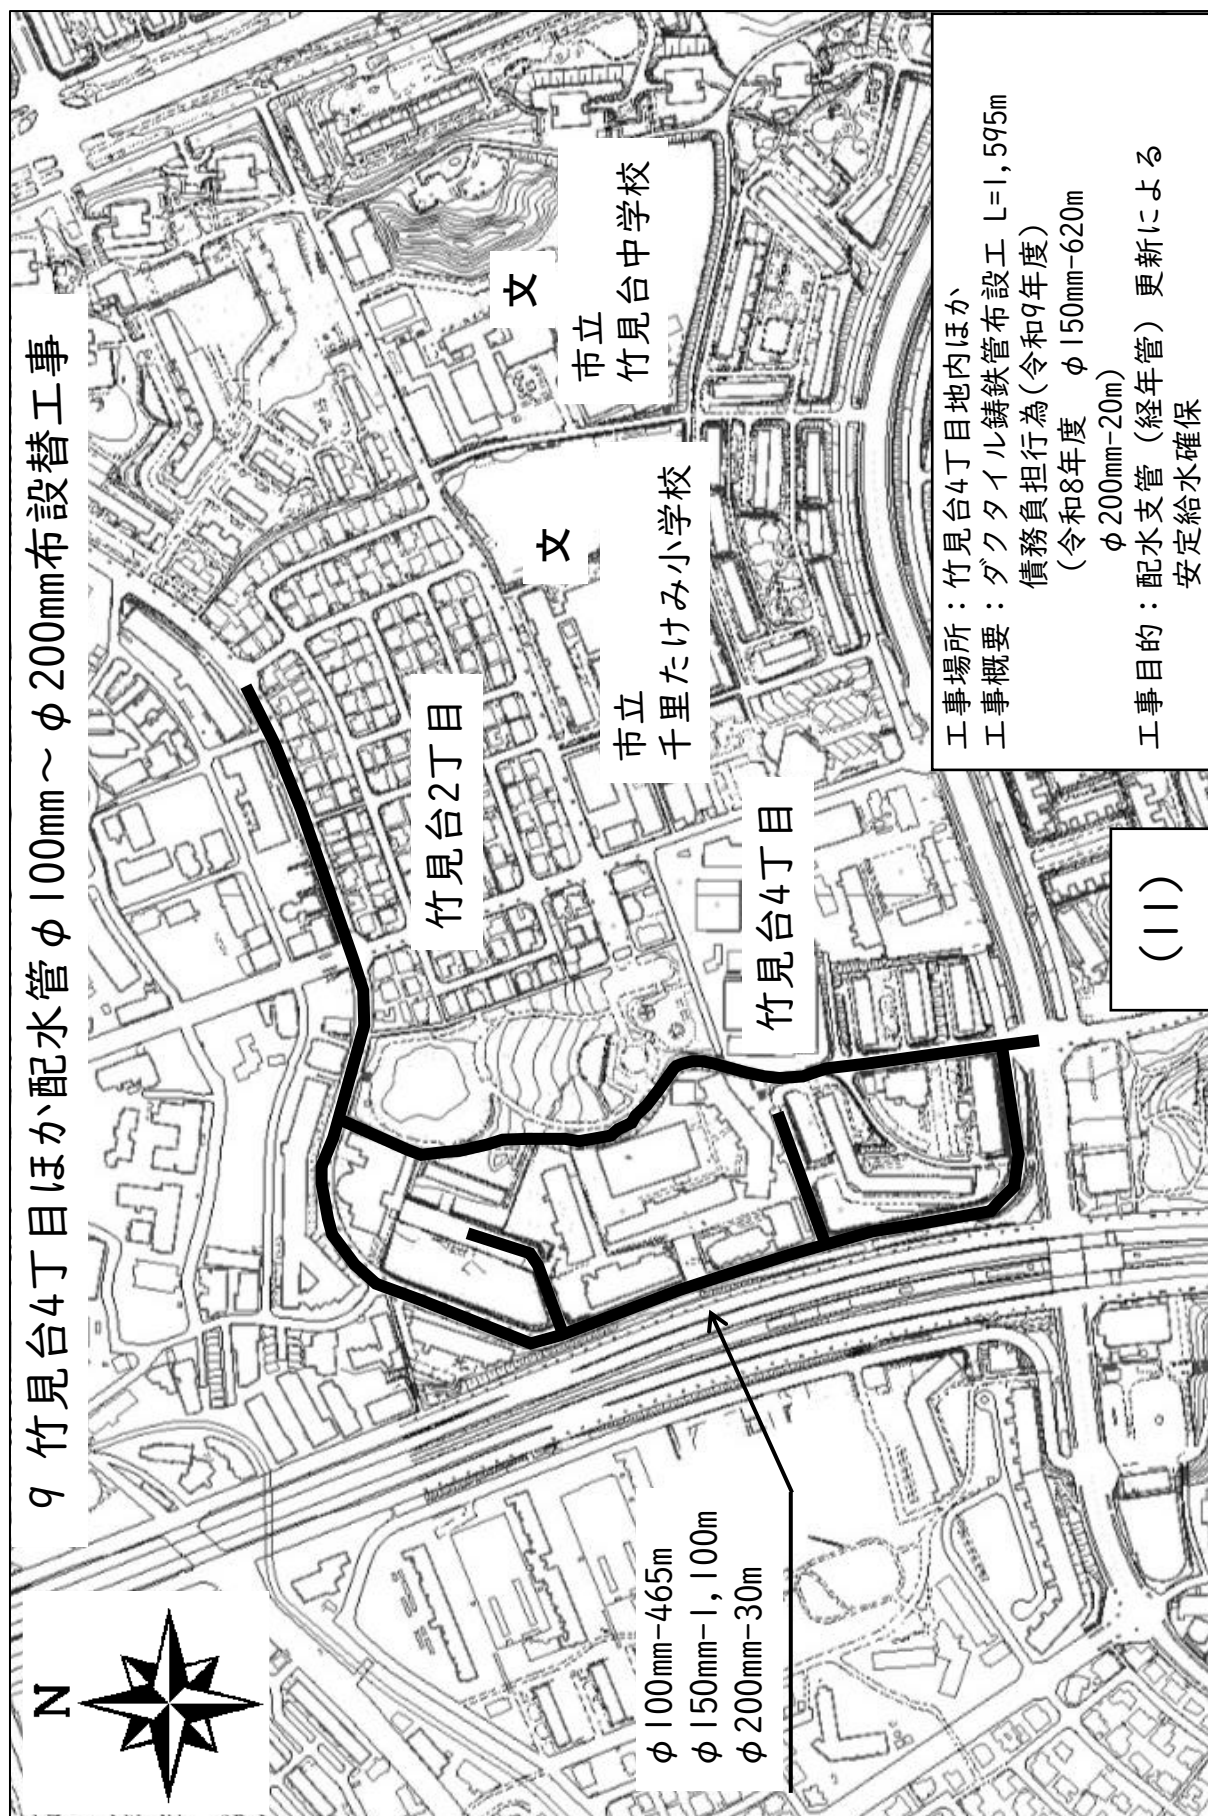 9 竹見台4丁目ほか配水管φ100mm～φ200mm布設替工事
N
文
市立
竹見台中学校
文
市立
千里たけみ小学校
竹見台2丁目
竹見台4丁目
φ100mm-465m
φ150mm-1,100m
φ200mm-30m
工事場所：竹見台4丁目地内ほか
工事概要：ダクタイル鋳鉄管布設工 L=1,595m
債務負担行為(令和9年度)
(令和8年度 φ150mm-620m
φ200mm-20m)
工事目的：配水支管（経年管）更新による
安定給水確保
(11)